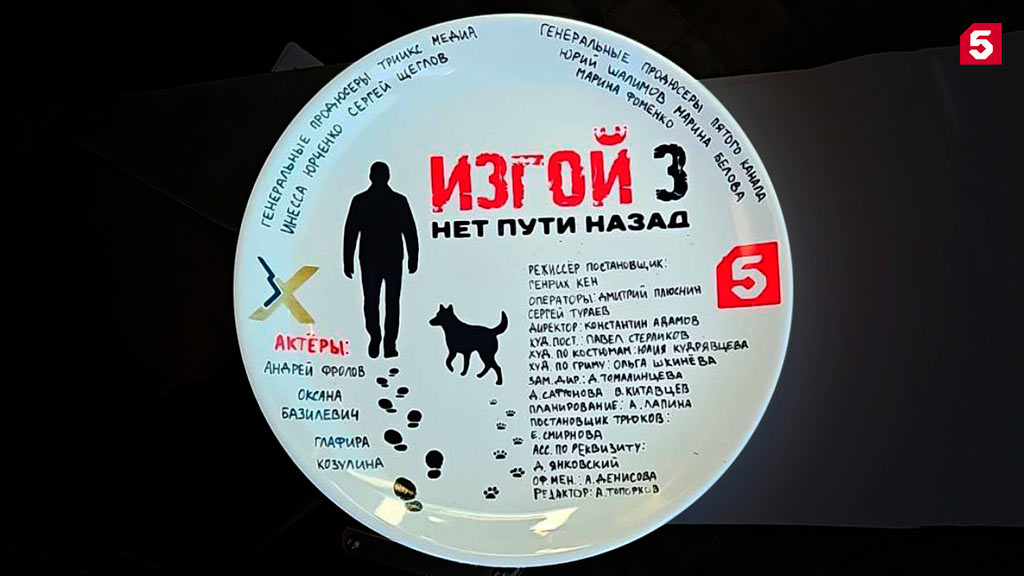 5
ГЕНЕРАЛЬНЫЕ ПРОДЮСЕРЫ ТРИИКС МЕДИА
ИНЕССА ЮРЧЕНКО СЕРГЕЙ ЩЕГЛОВ
ГЕНЕРАЛЬНЫЕ ПРОДЮСЕРЫ ПЯТОГО КАНАЛА
ЮРИЙ ШАЛИМОВ МАРИНА БЕЛОВА
МАРИНА ФОМЕНКО
ИЗГОЙ 3
НЕТ ПУТИ НАЗАД
5
АКТЁРЫ:
АНДРЕЙ ФРОЛОВ
ОКСАНА
БАЗИЛЕВИЧ
ГЛАФИРА
КОЗУЛИНА
РЕЖИССЁР ПОСТАНОВЩИК:
ГЕНРИХ КЕН
ОПЕРАТОРЫ: ДМИТРИЙ ПЛЮСНИН
СЕРГЕЙ ТУРАЕВ
ДИРЕКТОР: КОНСТАНТИН АДАМОВ
ХУД. ПОСТ.: ПАВЕЛ СТЕРЛИКОВ
ХУД. ПО КОСТЮМАМ: ЮЛИЯ КУДРЯВЦЕВА
ХУД. ПО ГРИМУ: ОЛЬГА ШКИНЁВА
ЗАМ. ДИР.: Д. ТОМАЛИНЦЕВА
В. КИТАВЦЕВ
ПЛАНИРОВАНИЕ: А. ЛАПИНА
ПОСТАНОВЩИК ТРЮКОВ:
Е. СМИРНОВА
АСС. ПО РЕКВИЗИТУ:
Д. ЯНКОВСКИЙ
ОФ. МЕН.: А. ДЕНИСОВА
РЕДАКТОР: А. ТОПОРКОВ